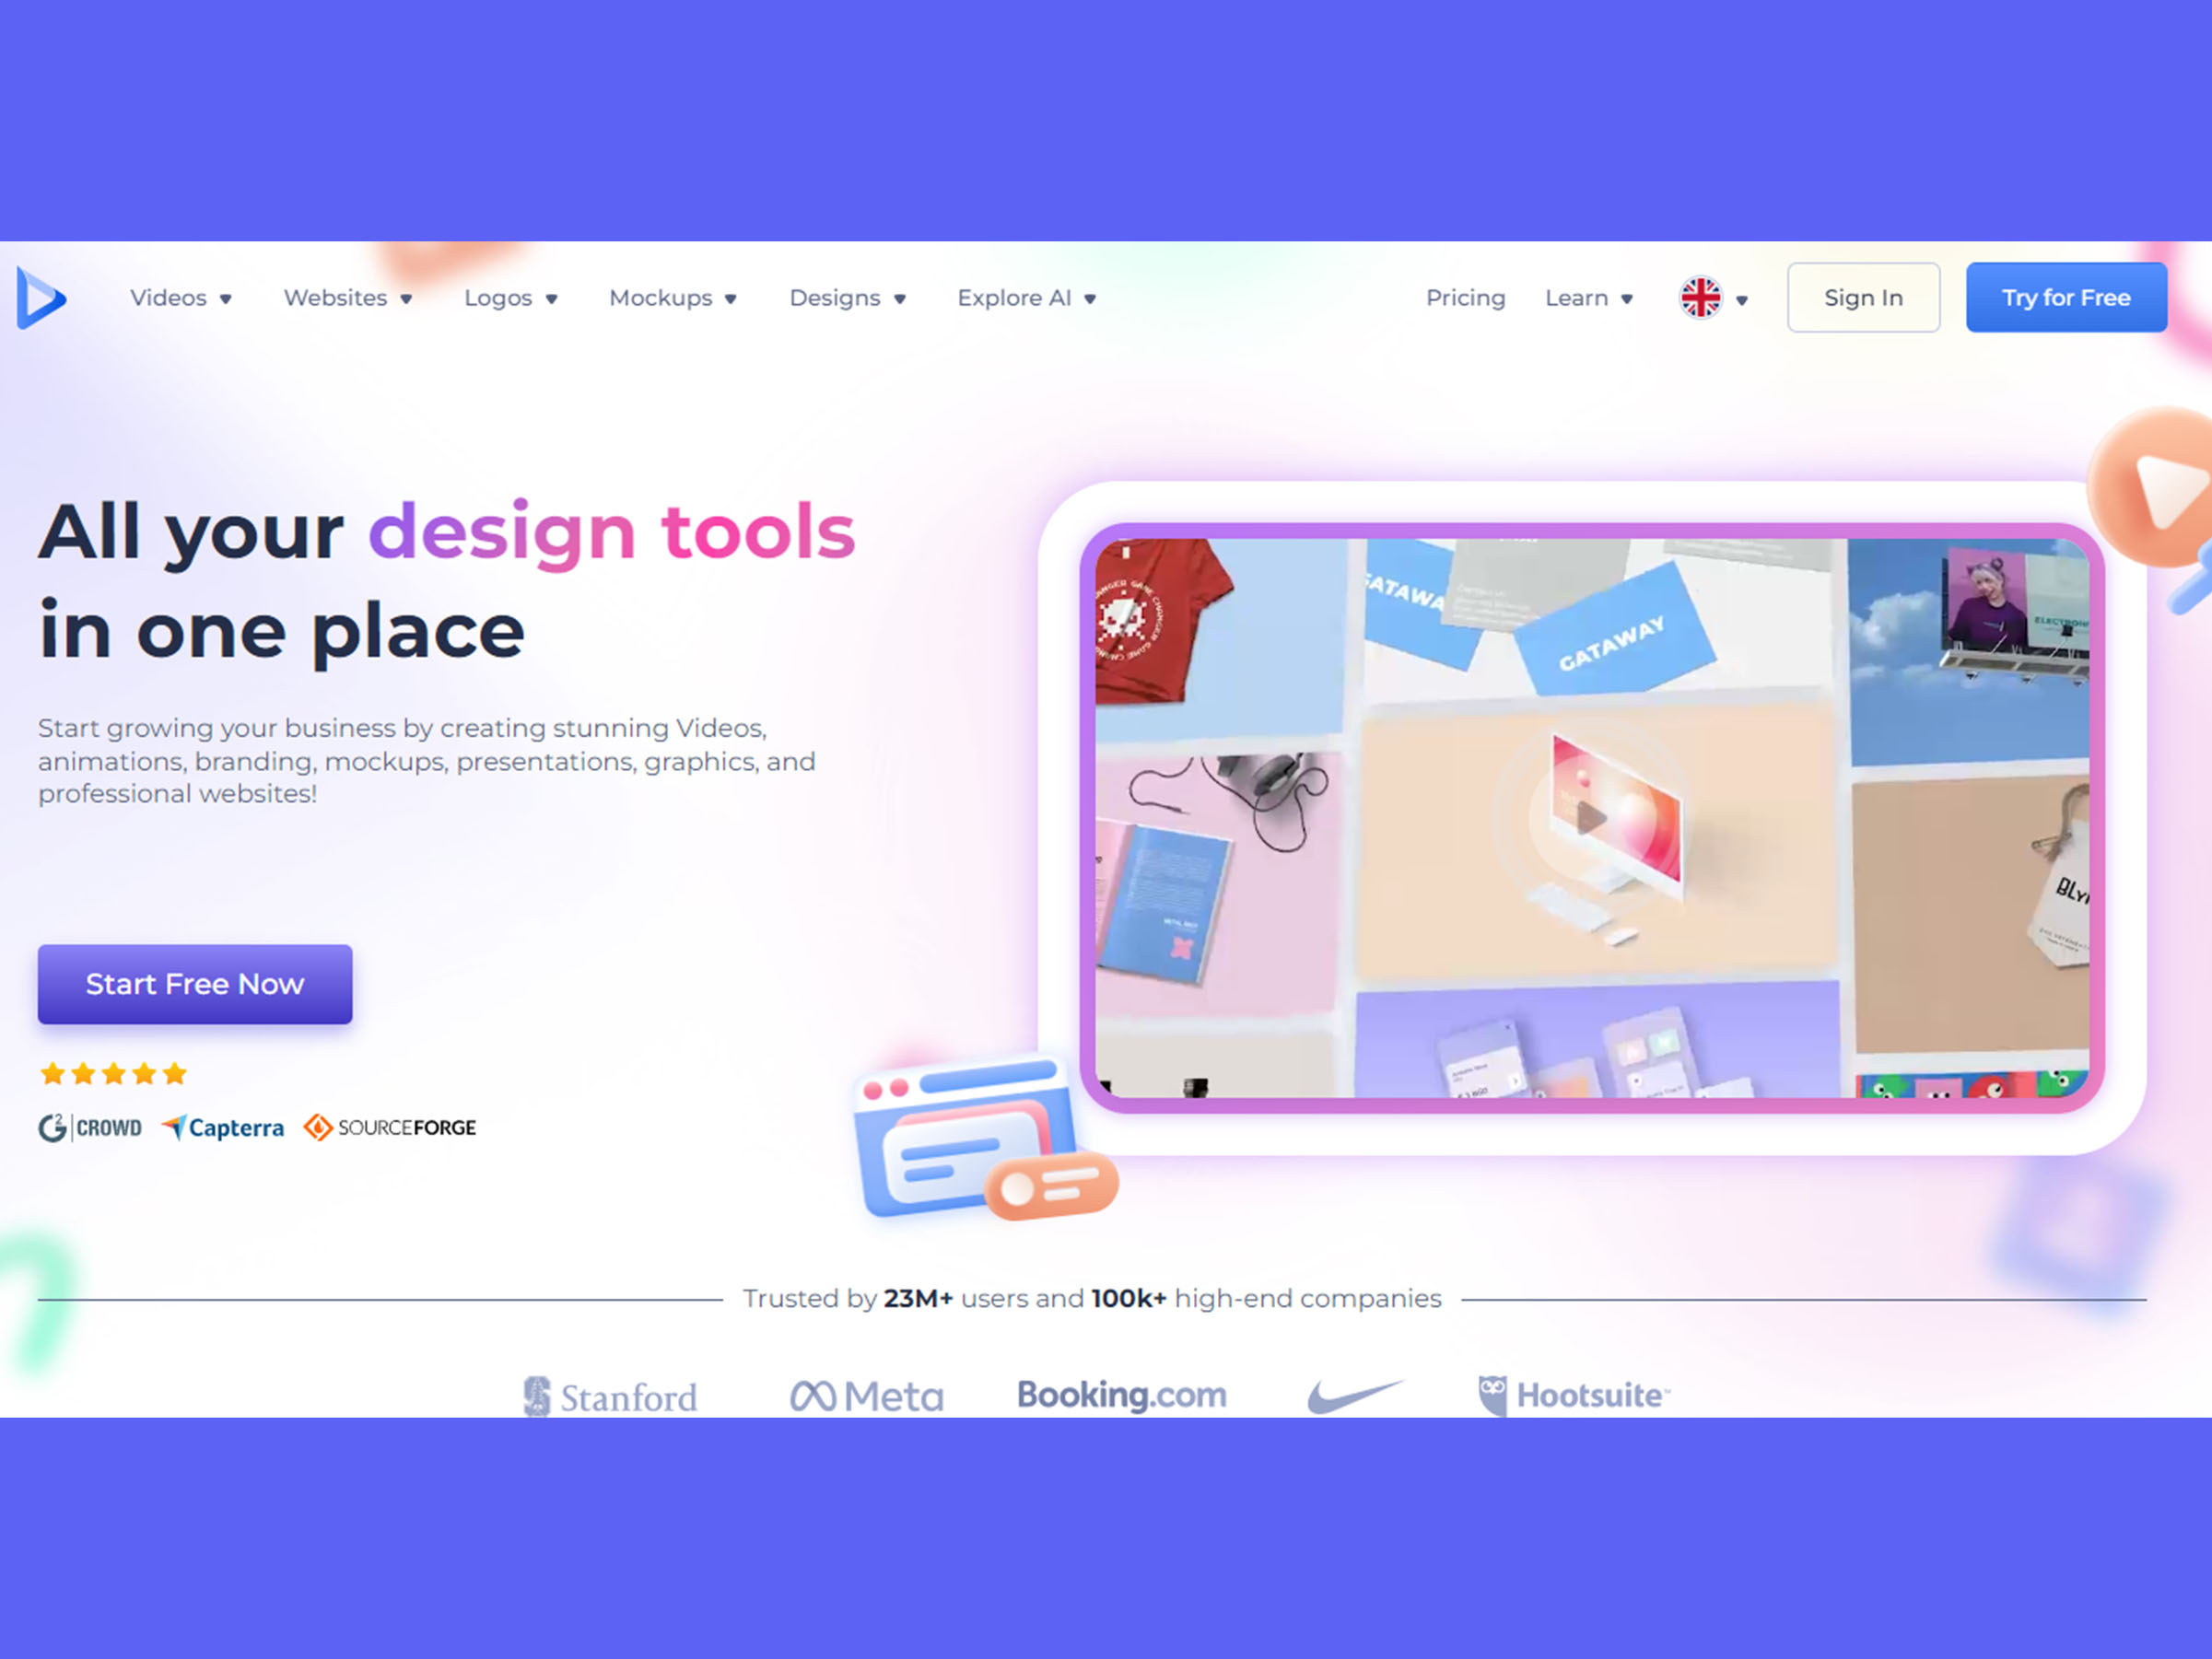 Videos Websites Logos Mockups Designs Explore AI Pricing Learn Sign In Try for Free
All your design tools
in one place
Start growing your business by creating stunning Videos,
animations, branding, mockups, presentations, graphics, and
professional websites!
Start Free Now
G2 CROWD Capterra SOURCEFORGE
GATAWAY
Trusted by 23M+ users and 100k+ high-end companies
Stanford Meta Booking.com Hootsuite